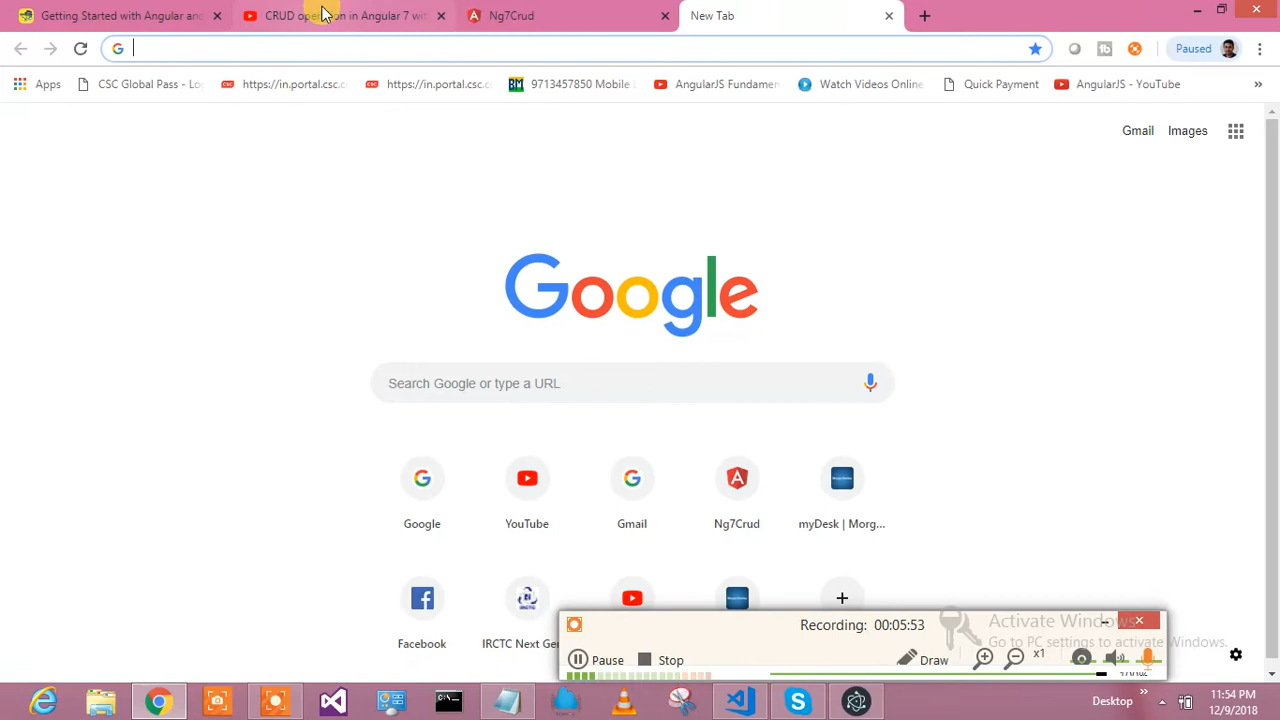 Getting Started with Angular and
CRUD operation in Angular 7 with
Ng7Crud
New Tab
Paused
Apps
CSC Global Pass - Lo
https://in.portal.csc.c
https://in.portal.csc.c
BIM
9713457850 Mobile
AngularJS Fundamen
Watch Videos Online
Quick Payment
AngularJS - YouTube
»
Gmail
Images
Google
Search Google or type a URL
Google
YouTube
Gmail
Ng7Crud
myDesk | Morg...
Facebook
IRCTC Next Ge
Recording: 00:05:53
Activate Windows
Go to PC settings to activate Windows.
Pause
Stop
Draw
x1
100%
Desktop
11:54 PM
12/9/2018